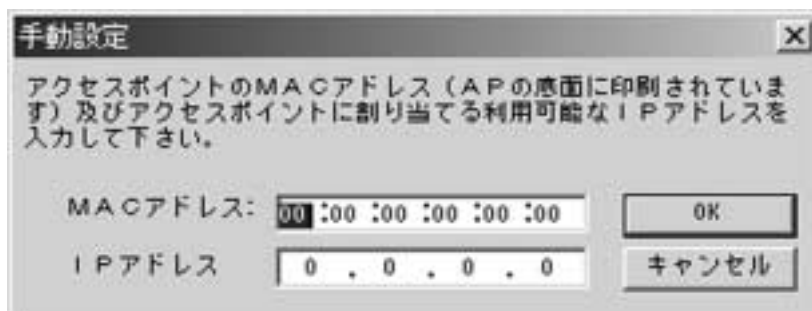 手動設定
アクセスポイントのMACアドレス（APの底面に印刷されていま
す）及びアクセスポイントに割り当てる利用可能なIPアドレスを
入力して下さい。
MACアドレス: 00:00:00:00:00:00 OK
IPアドレス 0 . 0 . 0 . 0 キャンセル